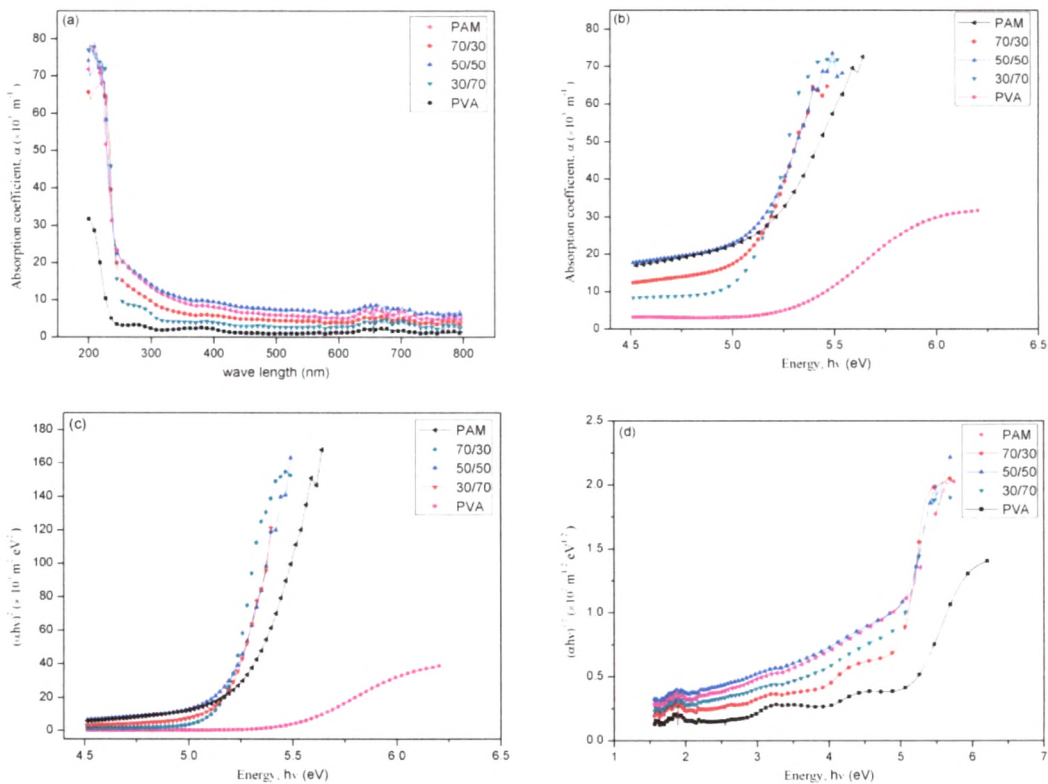 (a)
PAM
70/30
50/50
30/70
PVA
80
70
60
50
40
30
20
10
0
200 300 400 500 600 700 800
wave length (nm)
(b)
PAM
70/30
50/50
30/70
PVA
80
70
60
50
40
30
20
10
0
4.5 5.0 5.5 6.0 6.5
Energy, hν (eV)
(c)
PAM
70/30
50/50
30/70
PVA
180
160
140
120
100
80
60
40
20
0
4.5 5.0 5.5 6.0 6.5
Energy, hν (eV)
(d)
PAM
70/30
50/50
30/70
PVA
2.5
2.0
1.5
1.0
0.5
0.0
1 2 3 4 5 6 7
Energy, hν (eV)
Absorption coefficient, α
Absorption coefficient, α
(αhν)
(αhν)